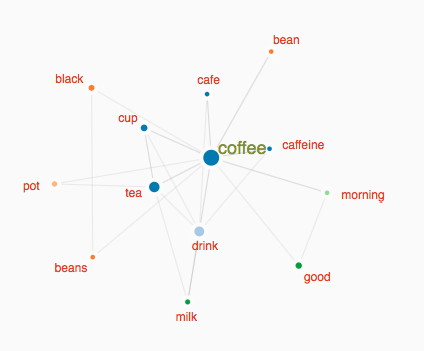 bean
black
cafe
cup
coffee
caffeine
pot
tea
morning
drink
beans
good
milk